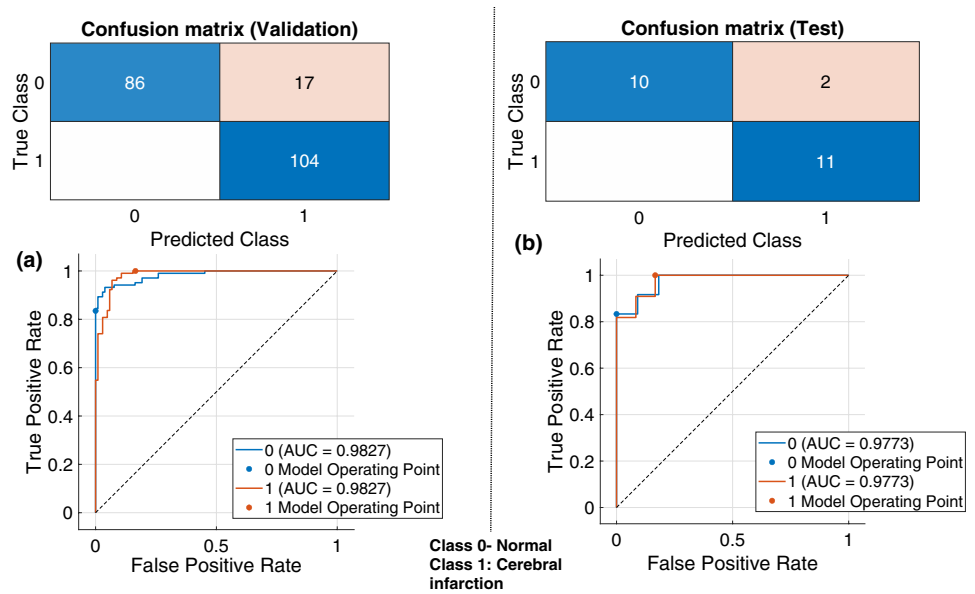 Confusion matrix (Validation)
0
86
17
1
104
True Class
0
1
Predicted Class
(a)
1
0.8
0.6
0.4
0.2
0
True Positive Rate
0 (AUC = 0.9827)
0 Model Operating Point
1 (AUC = 0.9827)
1 Model Operating Point
0
0.5
1
False Positive Rate
Confusion matrix (Test)
0
10
2
1
11
True Class
0
1
Predicted Class
(b)
1
0.8
0.6
0.4
0.2
0
True Positive Rate
0 (AUC = 0.9773)
0 Model Operating Point
1 (AUC = 0.9773)
1 Model Operating Point
0
0.5
1
False Positive Rate
Class 0- Normal
Class 1: Cerebral
infarction